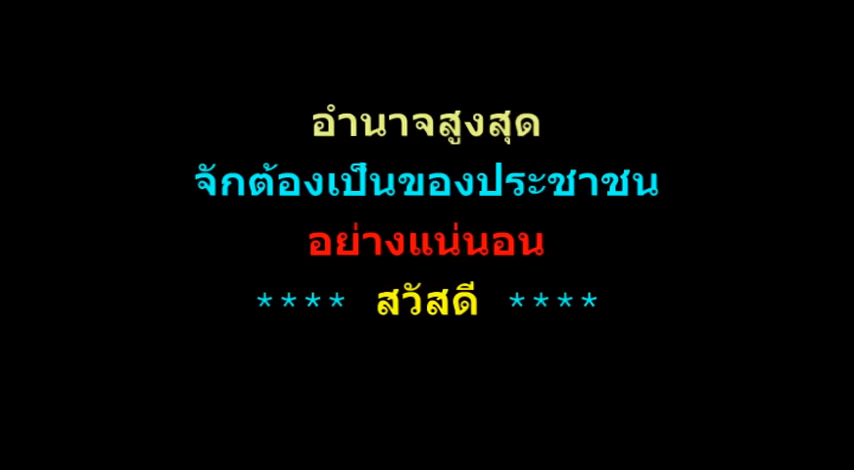 อำนาจสูงสุด
จักต้องเป็นของประชาชน
อย่างแน่นอน
**** สวัสดี ****